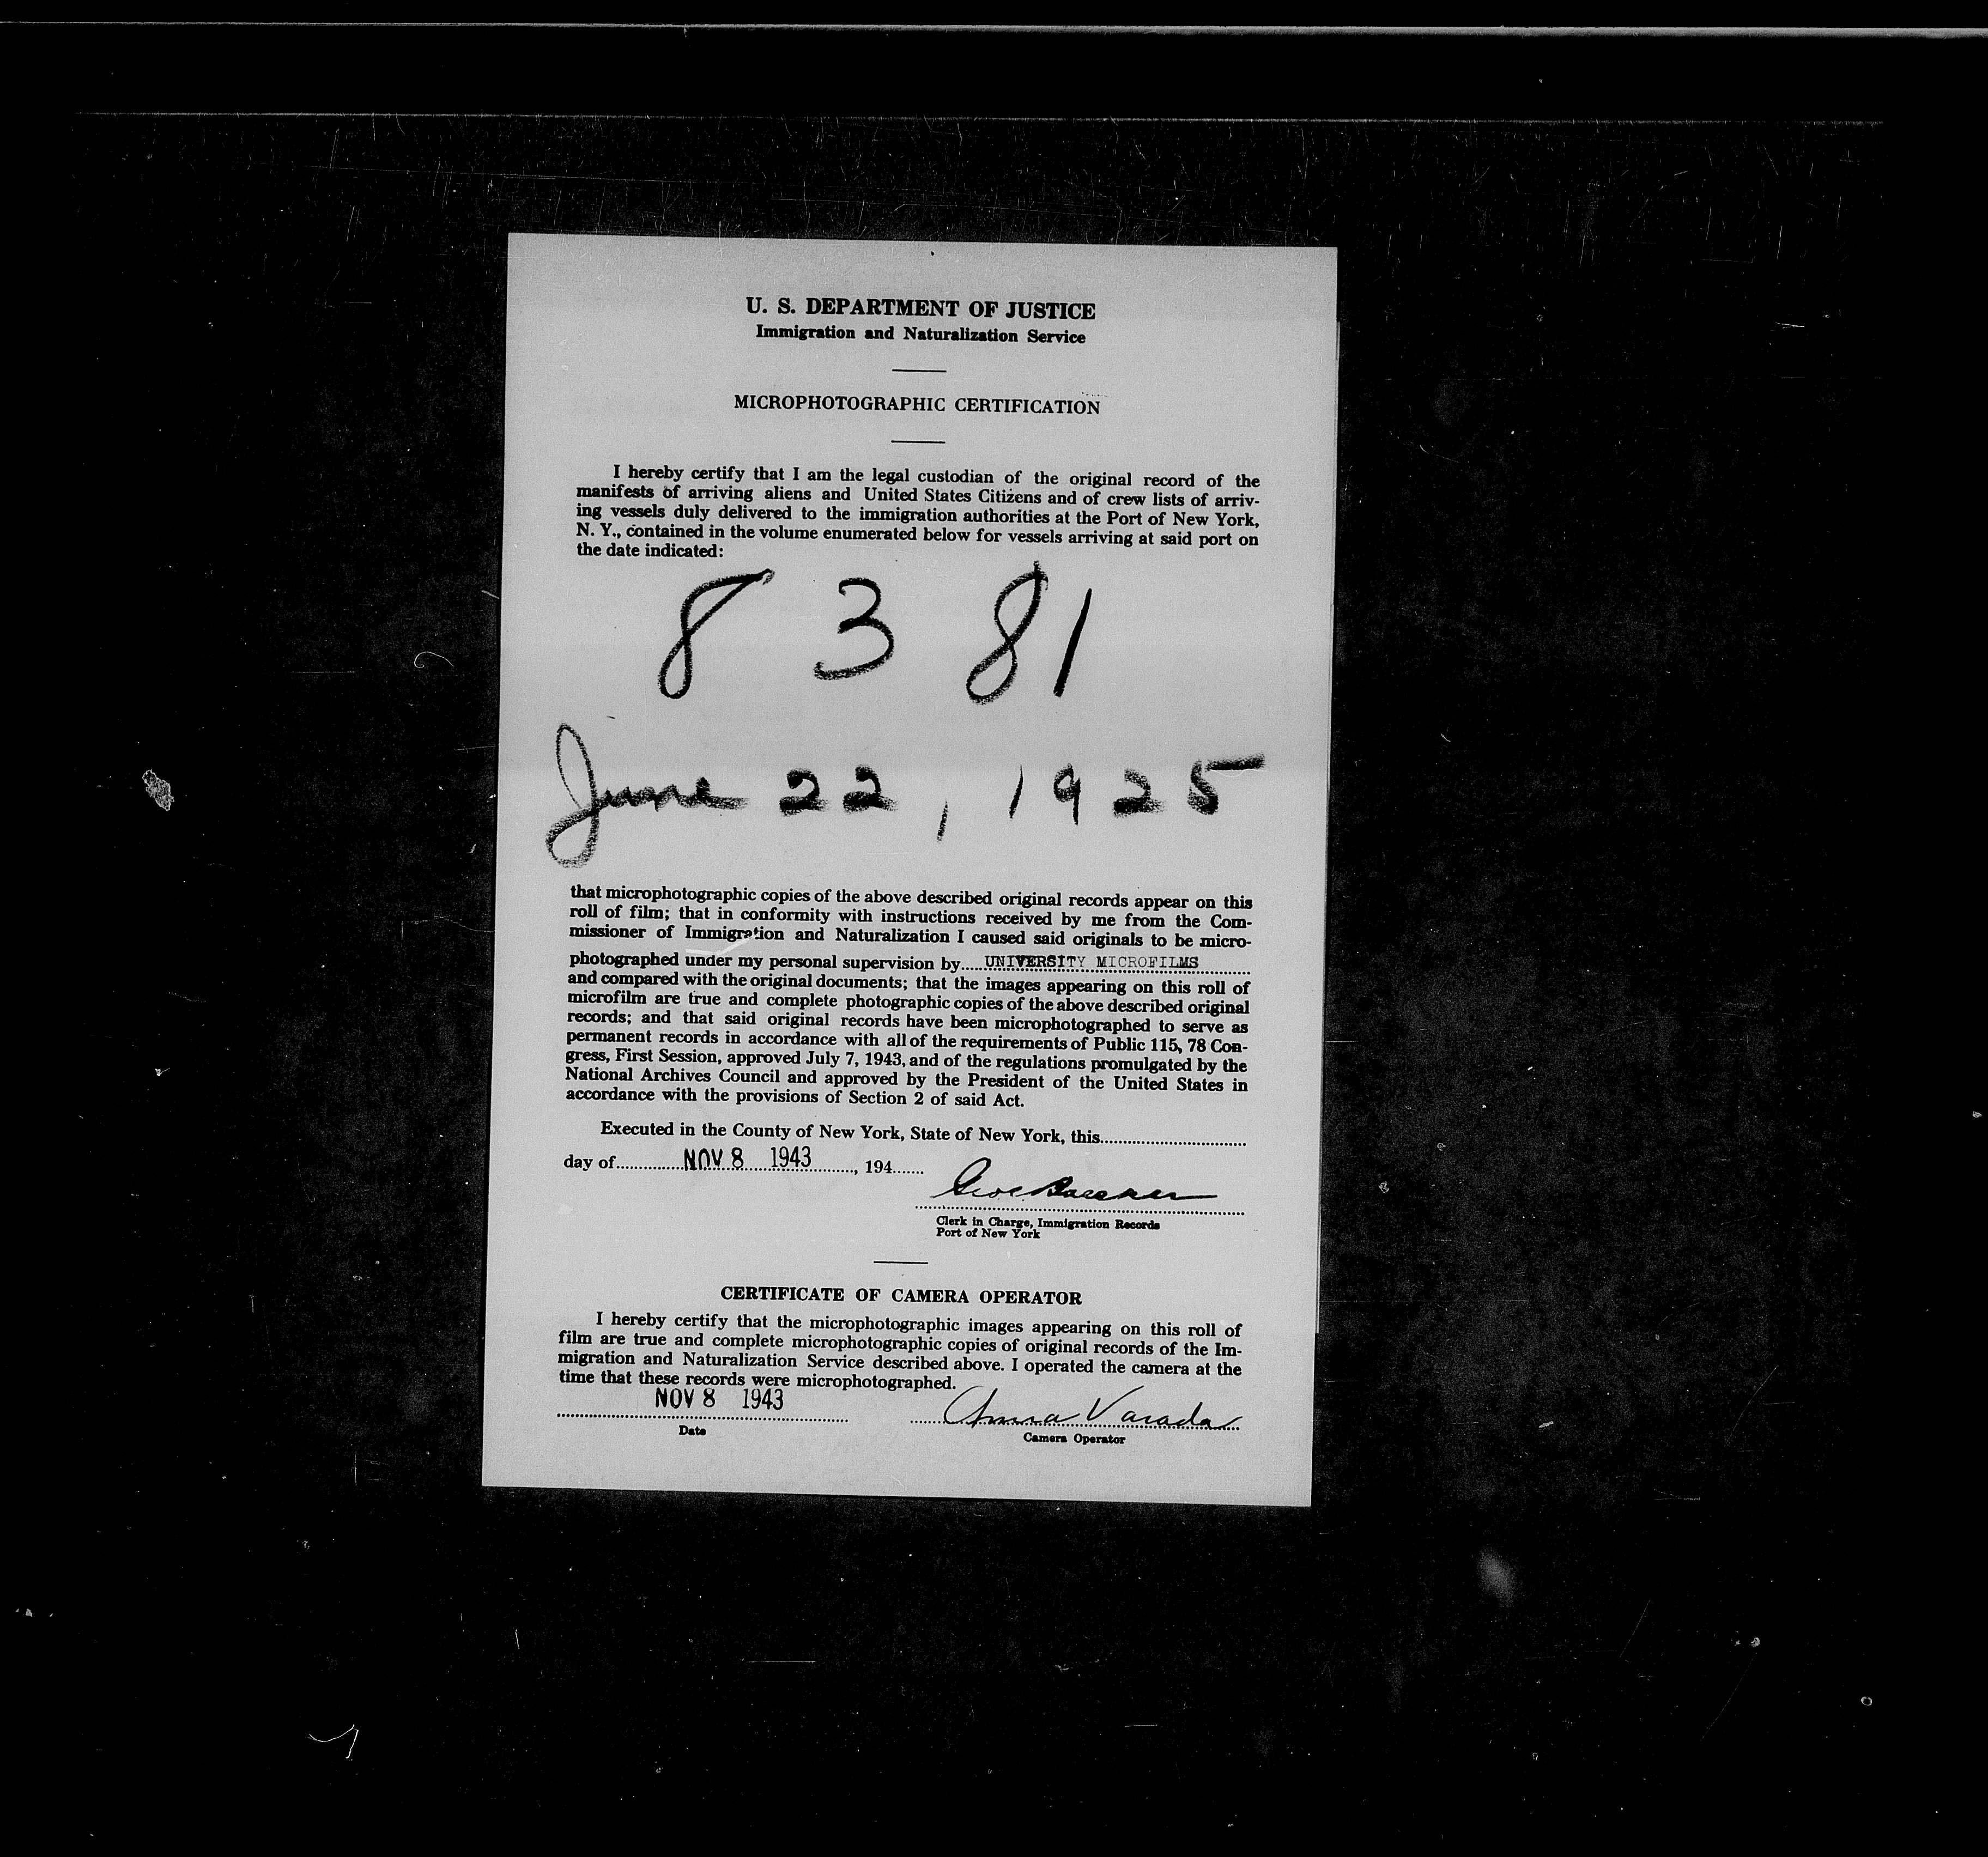 U. S. DEPARTMENT OF JUSTICE
Immigration and Naturalization Service
MICROPHOTOGRAPHIC CERTIFICATION
I hereby certify that I am the legal custodian of the original record of the
manifests of arriving aliens and United States Citizens and of crew lists of arriv-
ing vessels duly delivered to the immigration authorities at the Port of New York,
N. Y., contained in the volume enumerated below for vessels arriving at said port on
the date indicated:
8 3 81
June 22, 1925
that microphotographic copies of the above described original records appear on this
roll of film; that in conformity with instructions received by me from the Com-
missioner of Immigration and Naturalization I caused said originals to be micro-
photographed under my personal supervision by UNIVERSITY MICROFILMS
and compared with the original documents; that the images appearing on this roll of
microfilm are true and complete photographic copies of the above described original
records; and that said original records have been microphotographed to serve as
permanent records in accordance with all of the requirements of Public 115, 78 Con-
gress, First Session, approved July 7, 1943, and of the regulations promulgated by the
National Archives Council and approved by the President of the United States in
accordance with the provisions of Section 2 of said Act.
Executed in the County of New York, State of New York, this
day of NOV 8 1943, 194
Clerk in Charge, Immigration Records
Port of New York
CERTIFICATE OF CAMERA OPERATOR
I hereby certify that the microphotographic images appearing on this roll of
film are true and complete microphotographic copies of original records of the Im-
migration and Naturalization Service described above. I operated the camera at the
time that these records were microphotographed.
NOV 8 1943 Anna Varada
Date Camera Operator